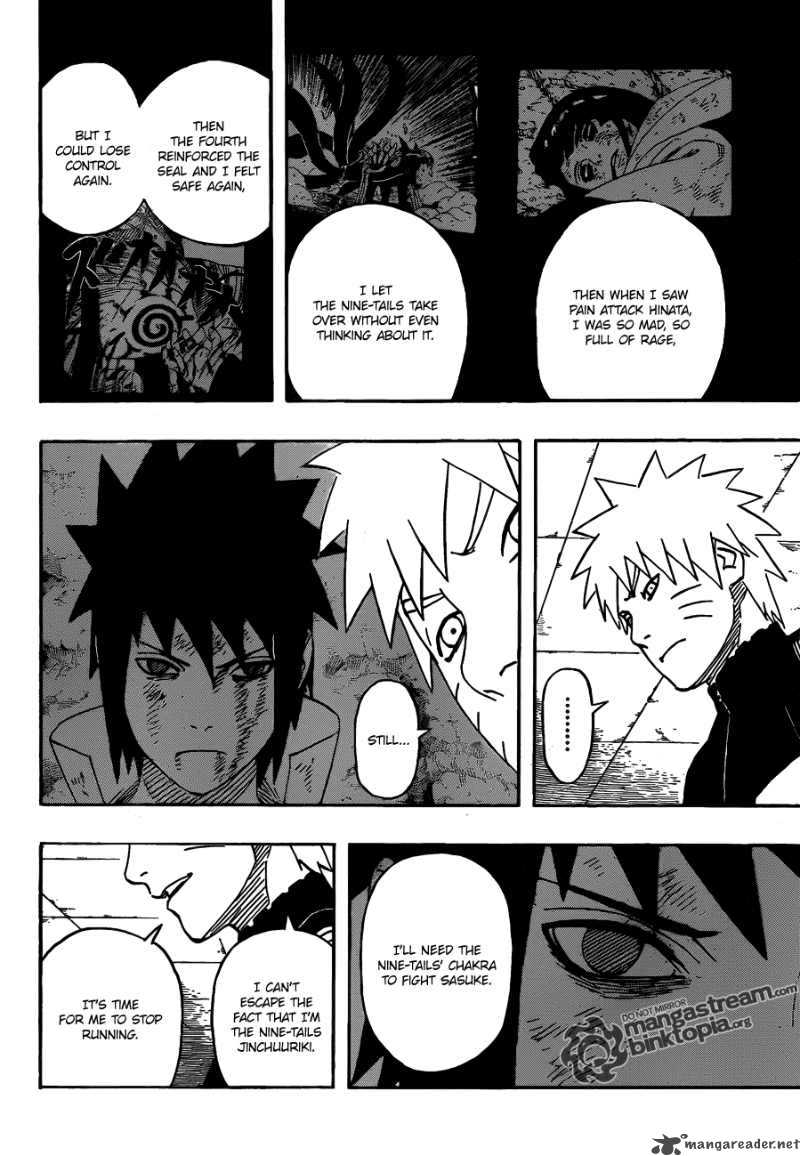 THEN WHEN I SAW
PAIN ATTACK HINATA,
I WAS SO MAD, SO
FULL OF RAGE,
I LET
THE NINE-TAILS TAKE
OVER WITHOUT EVEN
THINKING ABOUT IT.
THEN
THE FOURTH
REINFORCED THE
SEAL AND I FELT
SAFE AGAIN,
BUT I
COULD LOSE
CONTROL
AGAIN.
.........
STILL...
I'LL NEED THE
NINE-TAILS' CHAKRA
TO FIGHT SASUKE.
I CAN'T
ESCAPE THE
FACT THAT I'M
THE NINE-TAILS
JINCHUURIKI.
IT'S TIME
FOR ME TO STOP
RUNNING.
DO NOT MIRROR
mangastream.com
binktopia.org
mangareader.net